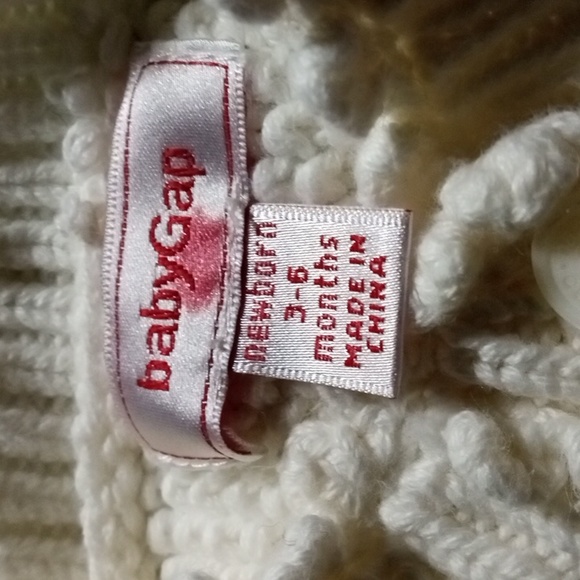 babyGap
newborn
3-6
months
MADE IN
CHINA